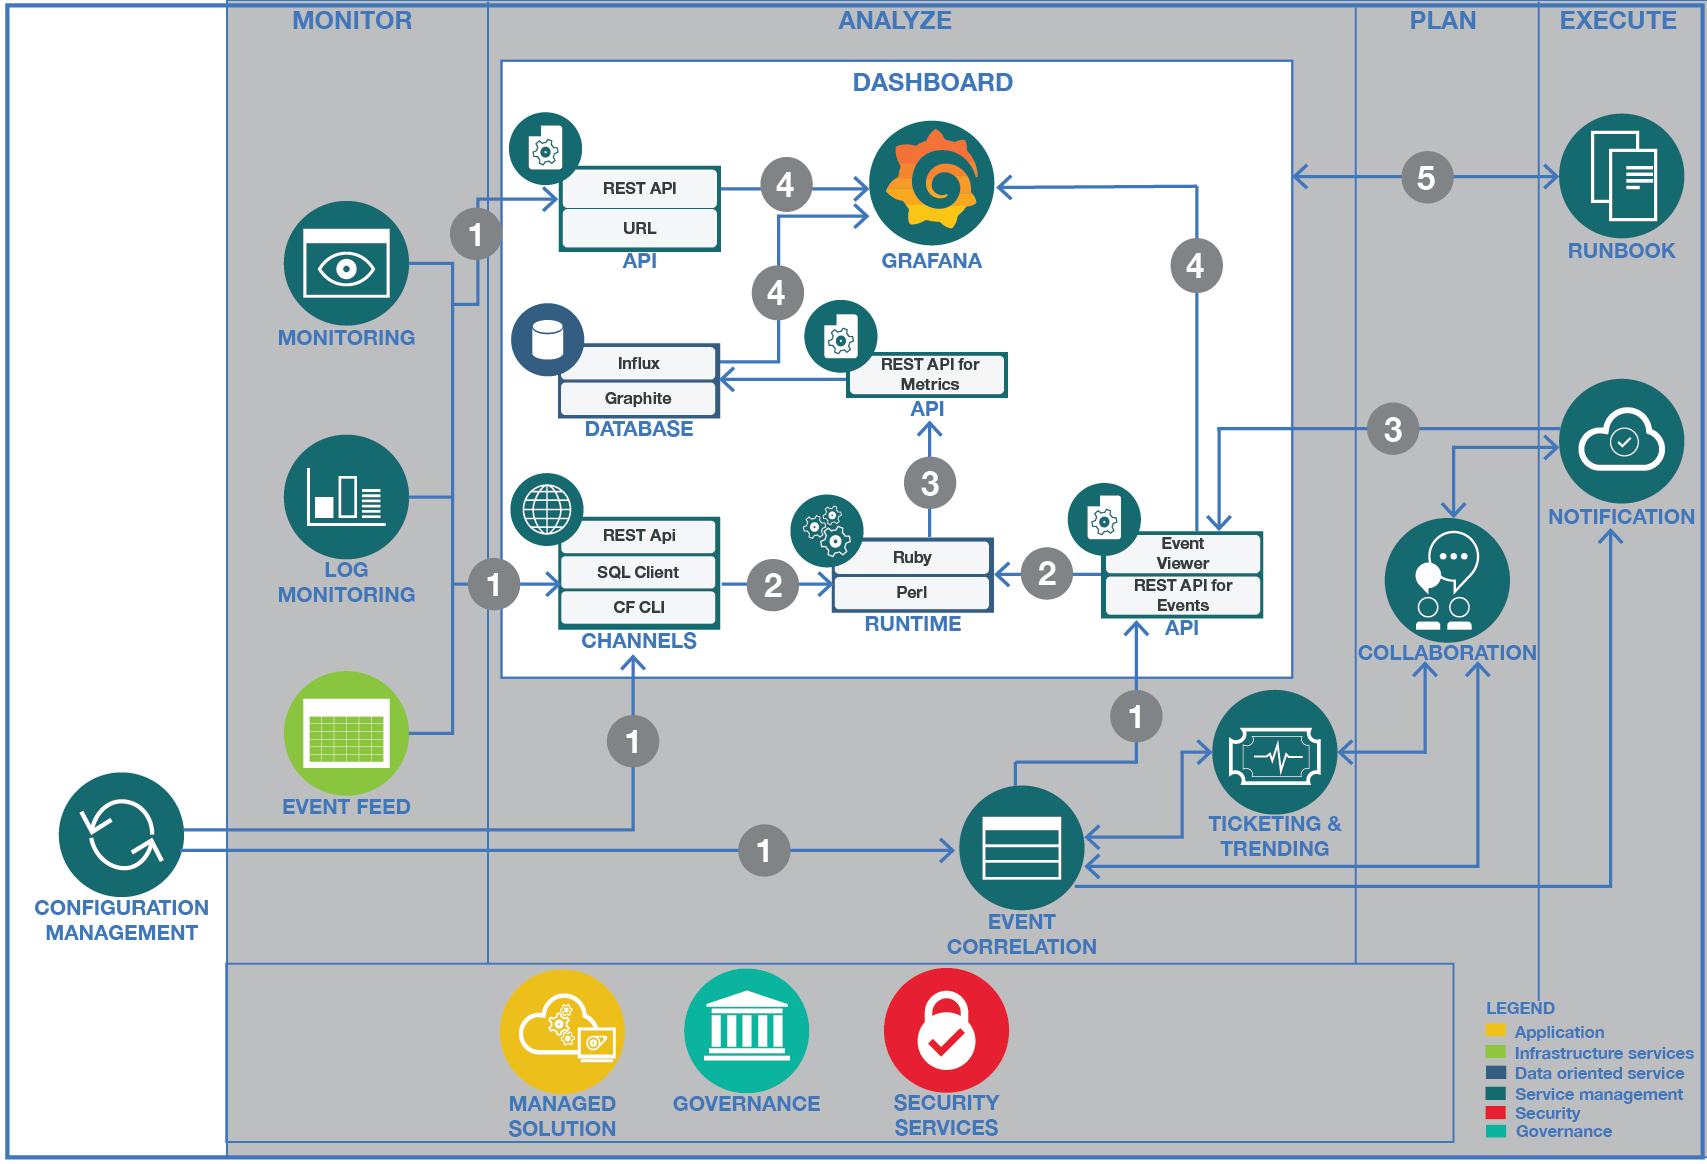 MONITOR
ANALYZE
PLAN
EXECUTE
DASHBOARD
REST API
URL
API
4
GRAFANA
5
RUNBOOK
1
MONITORING
4
4
Influx
Graphite
DATABASE
REST API for
Metrics
API
3
3
NOTIFICATION
LOG
MONITORING
1
REST Api
SQL Client
CF CLI
CHANNELS
2
Ruby
Perl
RUNTIME
2
Event
Viewer
REST API for
Events
API
COLLABORATION
1
1
EVENT FEED
TICKETING &
TRENDING
CONFIGURATION
MANAGEMENT
1
EVENT
CORRELATION
MANAGED
SOLUTION
GOVERNANCE
SECURITY
SERVICES
LEGEND
Application
Infrastructure services
Data oriented service
Service management
Security
Governance